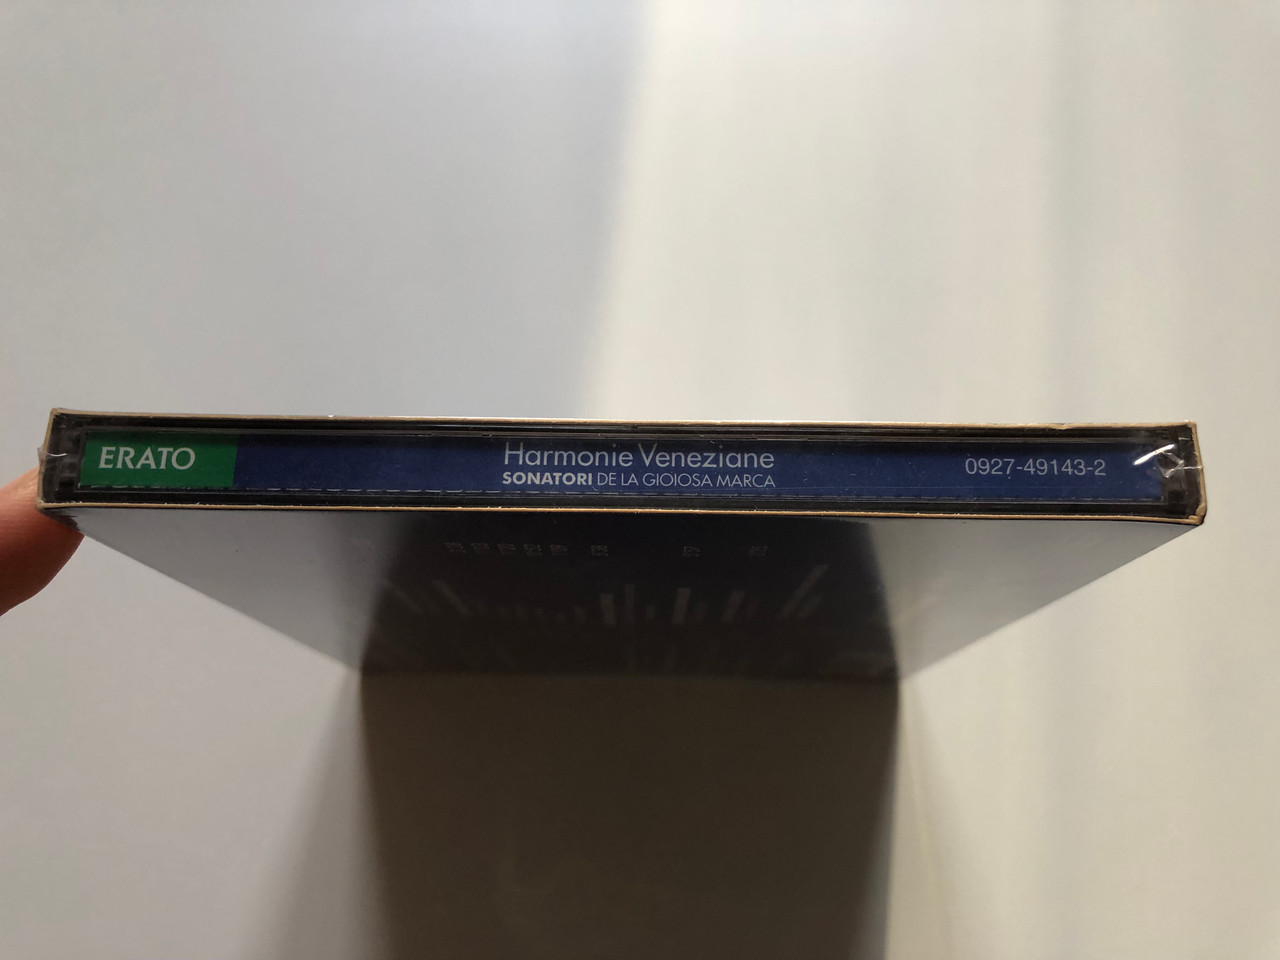 ERATO
Harmonie Veneziane
SONATORI DE LA GIOIOSA MARCA
0927-49143-2